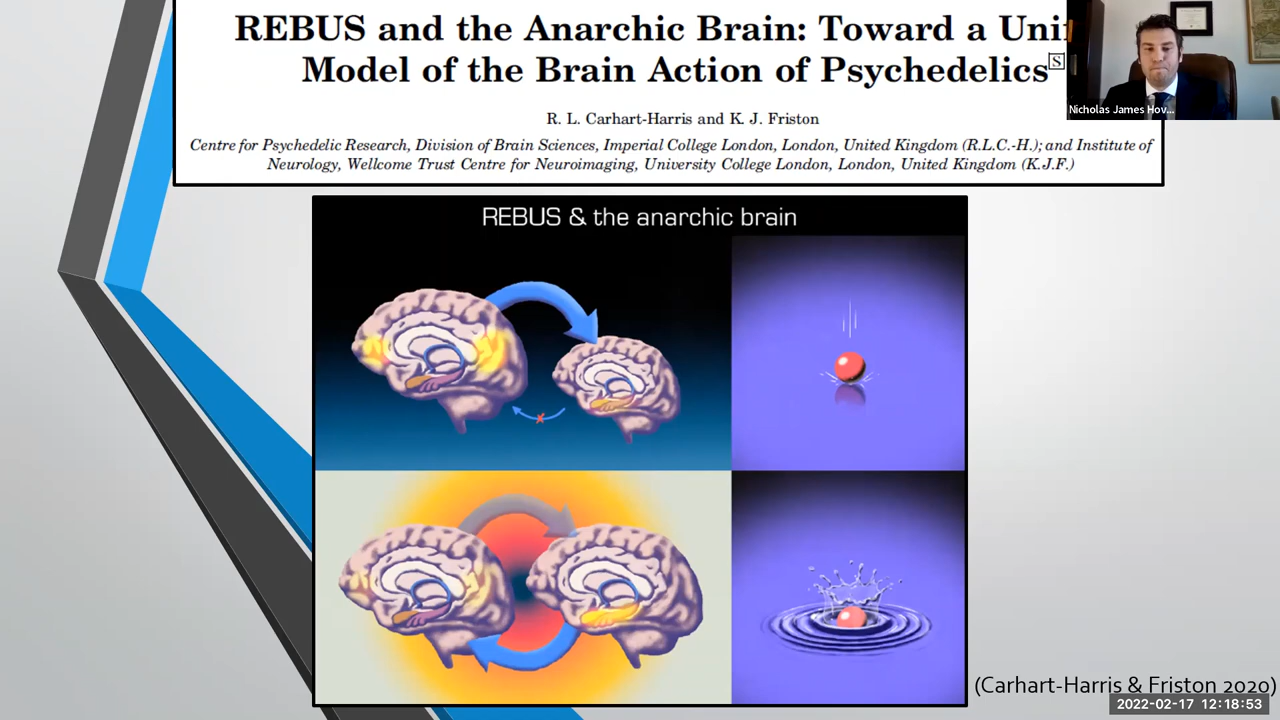 REBUS and the Anarchic Brain: Toward a Uni
Model of the Brain Action of Psychedelics
S
Nicholas James Hov...
R. L. Carhart-Harris and K. J. Friston
Centre for Psychedelic Research, Division of Brain Sciences, Imperial College London, London, United Kingdom (R.L.C.-H.); and Institute of
Neurology, Wellcome Trust Centre for Neuroimaging, University College London, London, United Kingdom (K.J.F.)
REBUS & the anarchic brain
(Carhart-Harris & Friston 2020)
2022-02-17 12:18:53